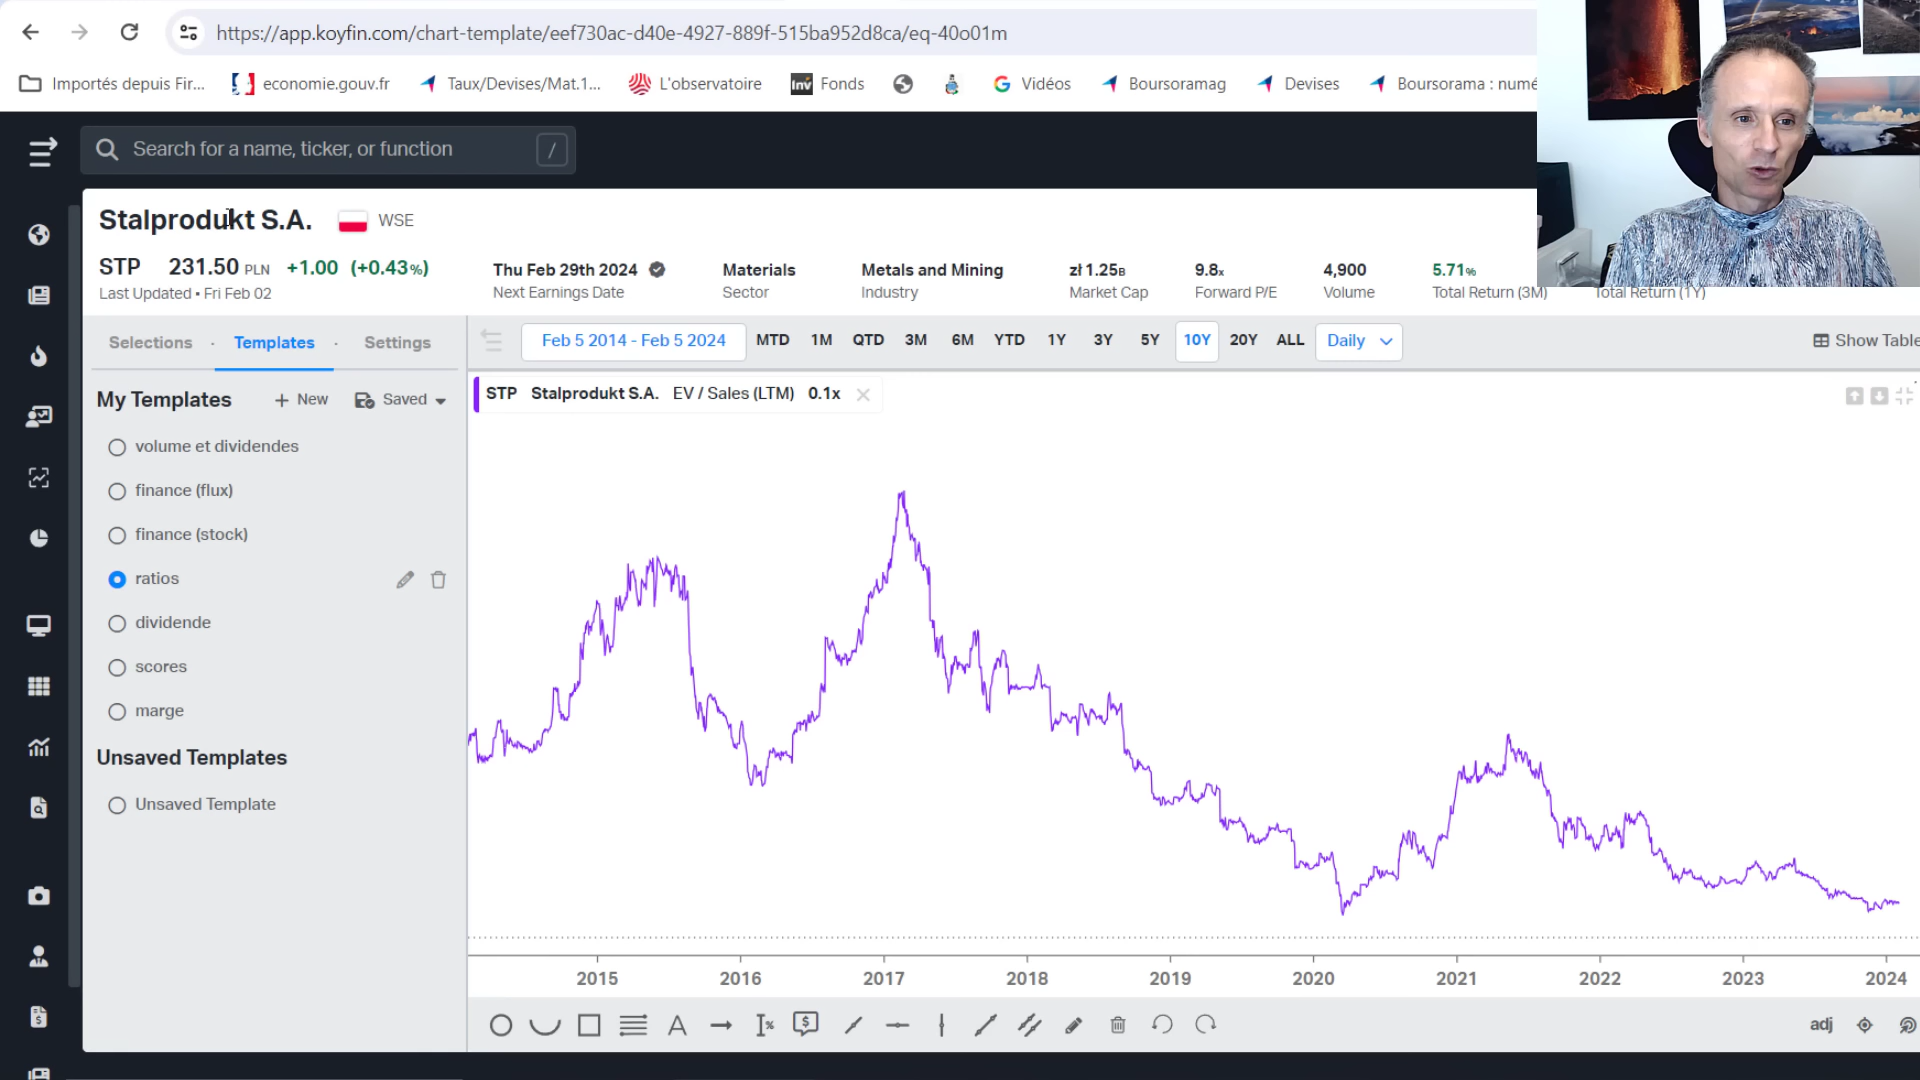 https://app.koyfin.com/chart-template/eef730ac-d40e-4927-889f-515ba952d8ca/eq-40o01m
Importés depuis Fir... economie.gouv.fr Taux/Devises/Mat.1... L'observatoire Inv Fonds Vidéos Boursoramag Devises Boursorama : numé
Search for a name, ticker, or function /
Stalprodukt S.A. WSE
STP 231.50 PLN +1.00 (+0.43%)
Last Updated • Fri Feb 02
Thu Feb 29th 2024 Materials Metals and Mining zł 1.25B 9.8x 4,900 5.71%
Next Earnings Date Sector Industry Market Cap Forward P/E Volume Total Return (3M) Total Return (1Y)
Selections · Templates · Settings
Feb 5 2014 - Feb 5 2024 MTD 1M QTD 3M 6M YTD 1Y 3Y 5Y 10Y 20Y ALL Daily Show Table
My Templates + New Saved
STP Stalprodukt S.A. EV / Sales (LTM) 0.1x
volume et dividendes
finance (flux)
finance (stock)
ratios
dividende
scores
marge
Unsaved Templates
Unsaved Template
2015 2016 2017 2018 2019 2020 2021 2022 2023 2024
A % $ adj